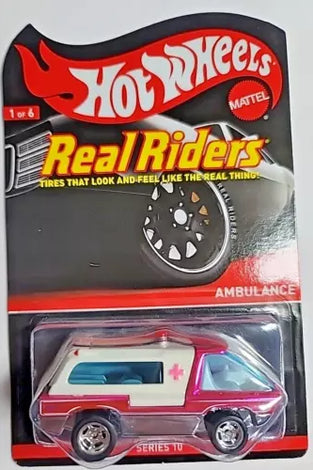 HOT WHEELS
MATTEL
1 OF 6
Real Riders
TIRES THAT LOOK AND FEEL LIKE THE REAL THING!
REAL RIDERS
AMBULANCE
SERIES 10